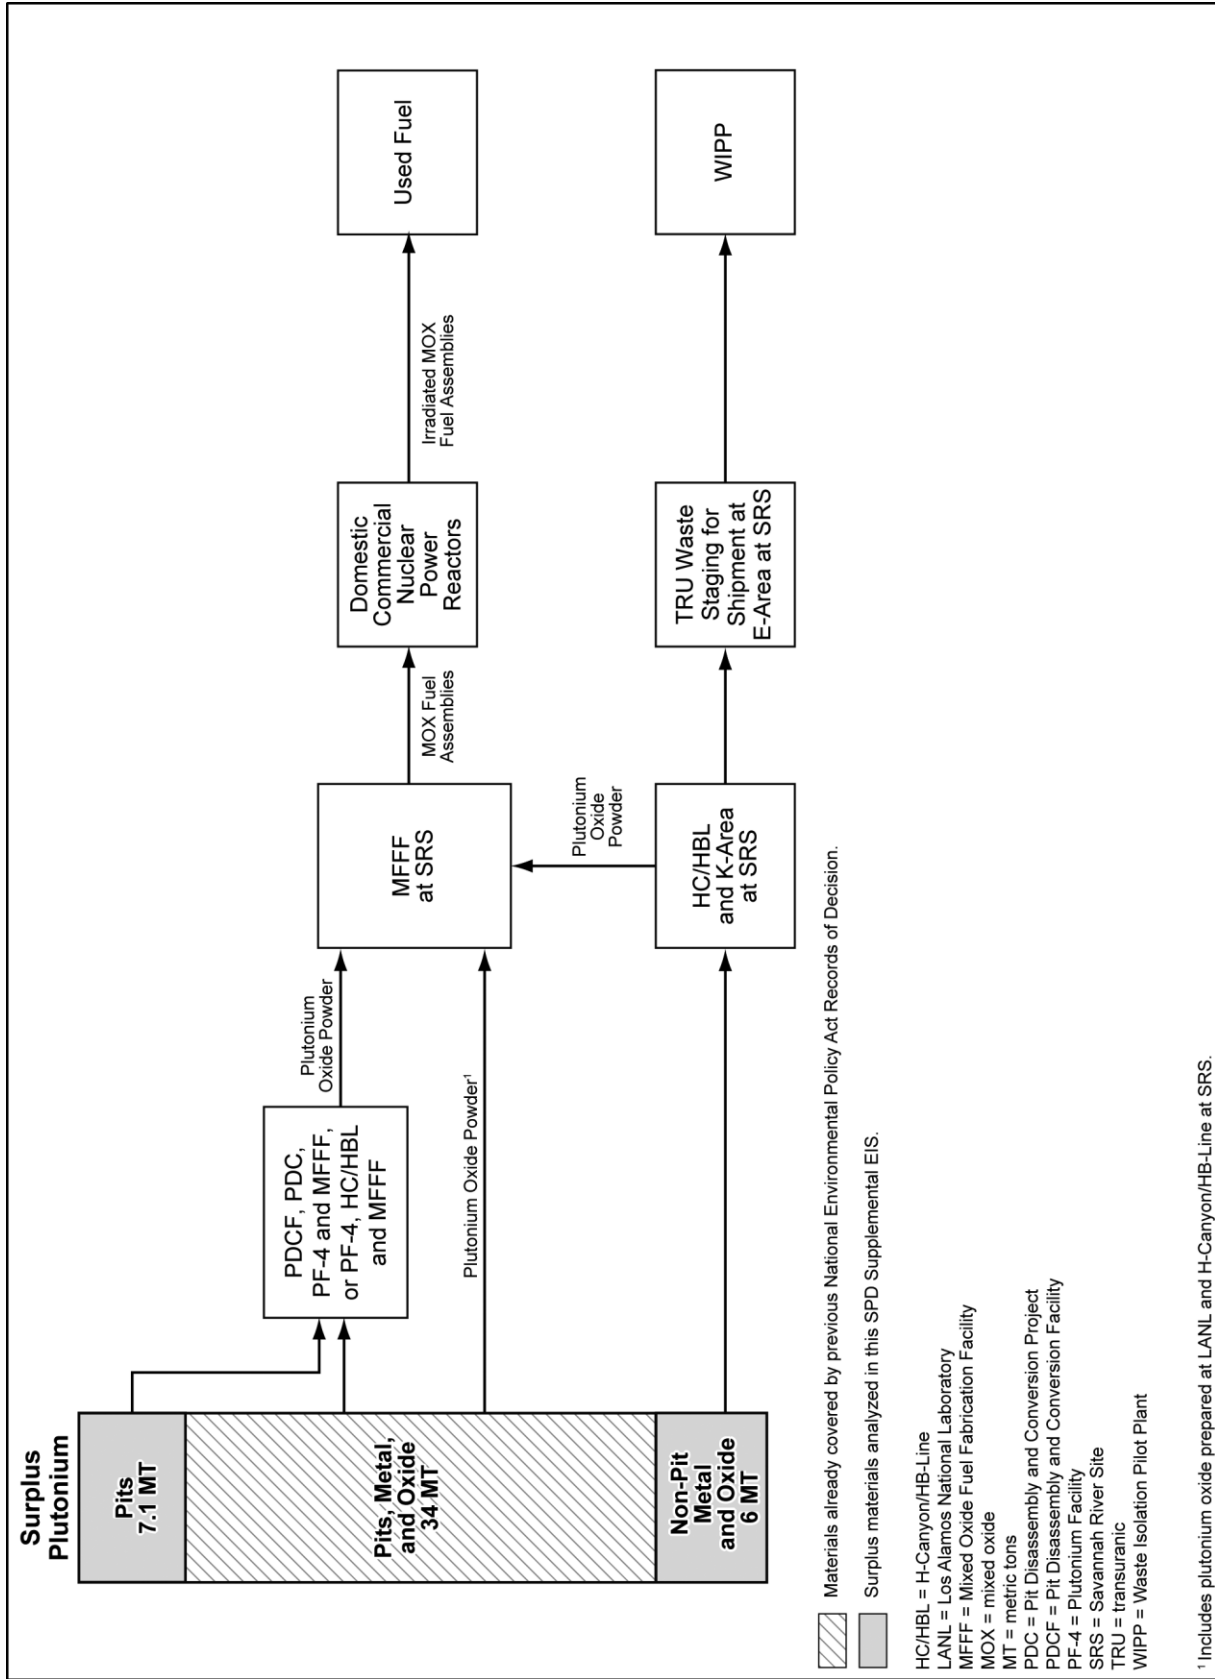 Surplus
Plutonium
Pits
7.1 MT
Pits, Metal,
and Oxide
34 MT
Non-Pit
Metal
and Oxide
6 MT
PDCF, PDC,
PF-4 and MFFF,
or PF-4, HC/HBL
and MFFF
Plutonium
Oxide Powder
Plutonium Oxide Powder¹
MFFF
at SRS
Plutonium
Oxide
Powder
HC/HBL
and K-Area
at SRS
MOX Fuel
Assemblies
Domestic
Commercial
Nuclear
Power
Reactors
TRU Waste
Staging for
Shipment at
E-Area at SRS
Irradiated MOX
Fuel Assemblies
Used Fuel
WIPP
Materials already covered by previous National Environmental Policy Act Records of Decision.
Surplus materials analyzed in this SPD Supplemental EIS.
HC/HBL = H-Canyon/HB-Line
LANL = Los Alamos National Laboratory
MFFF = Mixed Oxide Fuel Fabrication Facility
MOX = mixed oxide
MT = metric tons
PDC = Pit Disassembly and Conversion Project
PDCF = Pit Disassembly and Conversion Facility
PF-4 = Plutonium Facility
SRS = Savannah River Site
TRU = transuranic
WIPP = Waste Isolation Pilot Plant
¹ Includes plutonium oxide prepared at LANL and H-Canyon/HB-Line at SRS.